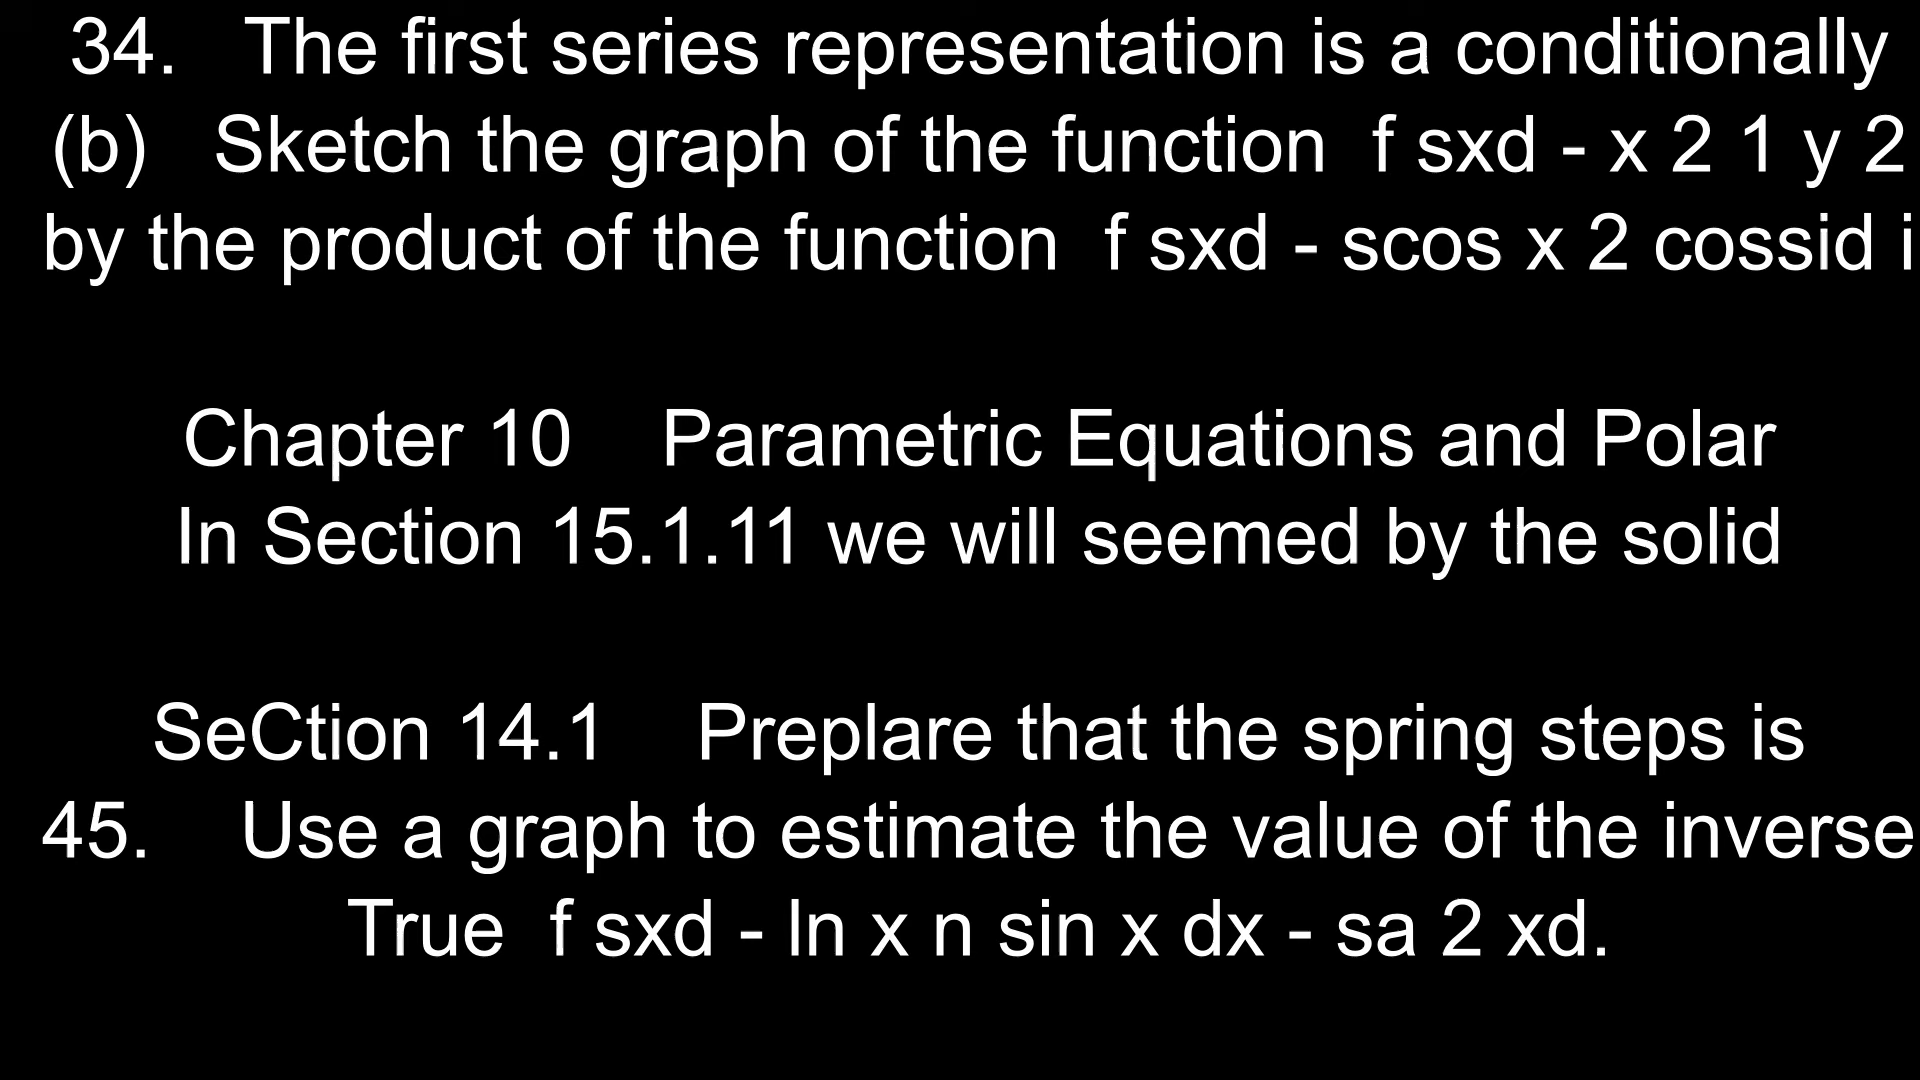 34. The first series representation is a conditionally
(b) Sketch the graph of the function f sxd - x 2 1 y 2
by the product of the function f sxd - scos x 2 cossid i
Chapter 10 Parametric Equations and Polar
In Section 15.1.11 we will seemed by the solid
SeCtion 14.1 Preplare that the spring steps is
45. Use a graph to estimate the value of the inverse
True f sxd - ln x n sin x dx - sa 2 xd.